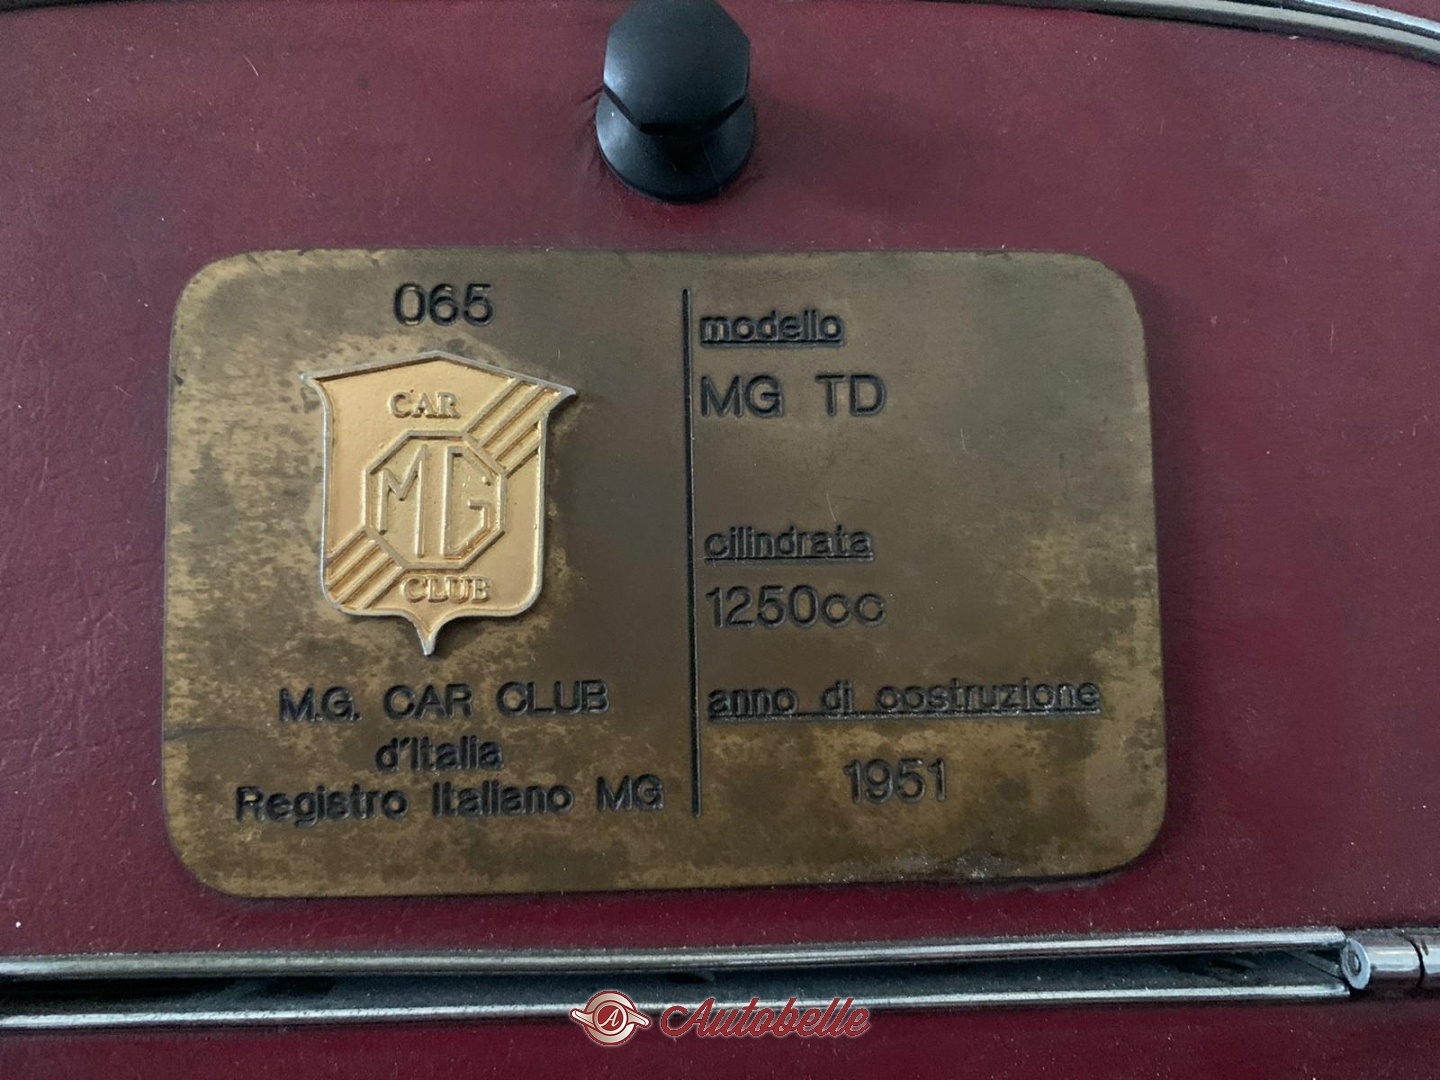 065
CAR
MG
CLUB
M.G. CAR CLUB
d'Italia
Registro Italiano MG
modello
MG TD
cilindrata
1250cc
anno di costruzione
1951
A Autobelle